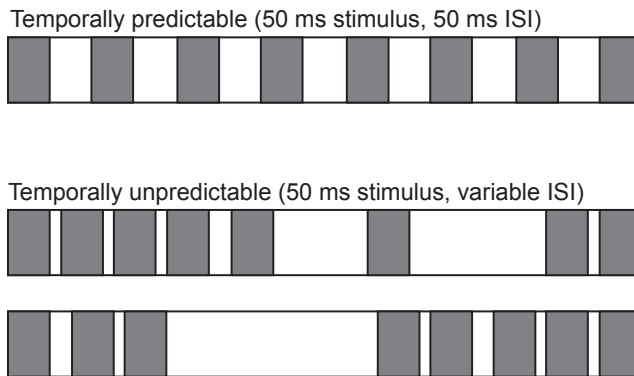 Temporally predictable (50 ms stimulus, 50 ms ISI)
Temporally unpredictable (50 ms stimulus, variable ISI)